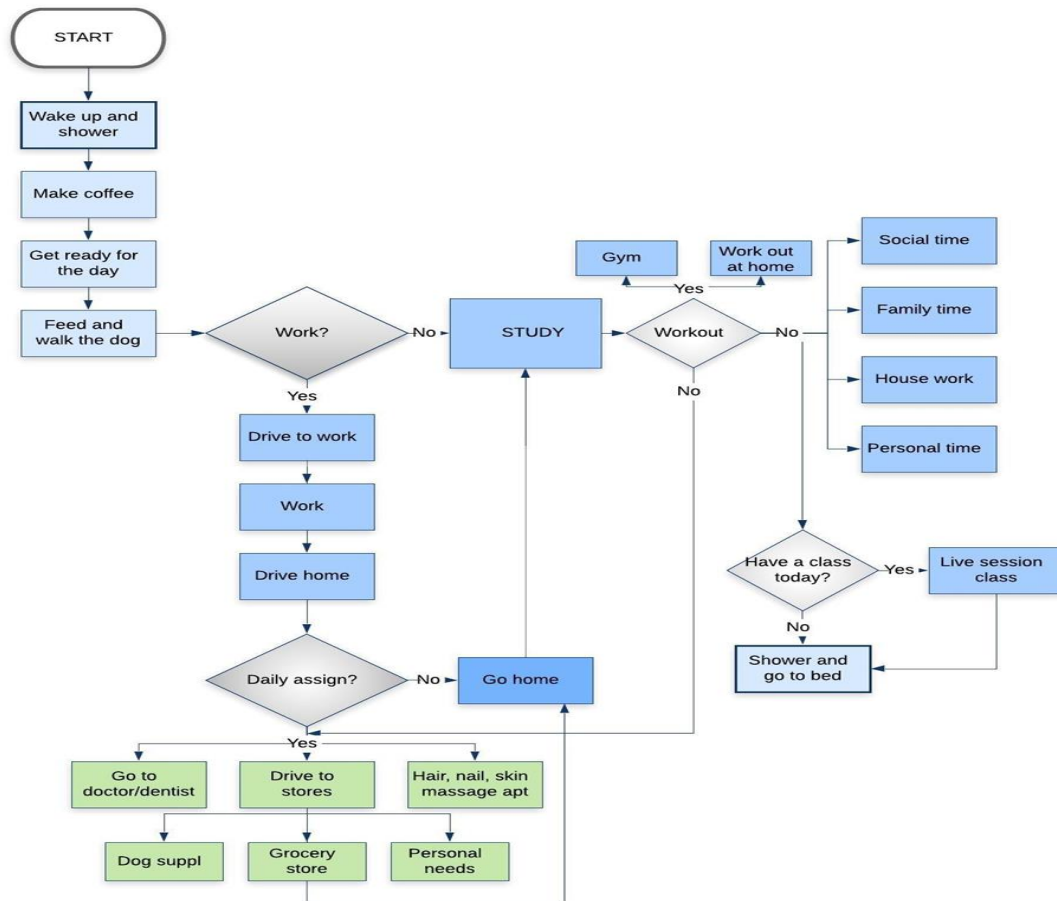 START
Wake up and
shower
Make coffee
Get ready for
the day
Feed and
walk the dog
Work?
No
STUDY
Workout
Yes
Gym
Work out
at home
No
Social time
Family time
House work
Personal time
No
Yes
Drive to work
Work
Drive home
Daily assign?
No
Go home
Have a class
today?
Yes
Live session
class
No
Shower and
go to bed
Yes
Go to
doctor/dentist
Drive to
stores
Hair, nail, skin
massage apt
Dog suppl
Grocery
store
Personal
needs